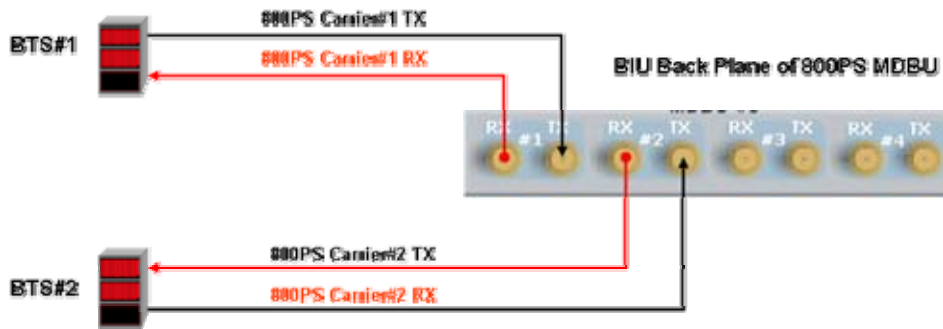 800PS Carrier#1 TX
BTS#1
800PS Carrier#1 RX
BIU Back Plane of 800PS MDBU
RX #1 TX RX #2 TX RX #3 TX RX #4 TX
800PS Carrier#2 TX
BTS#2
800PS Carrier#2 RX